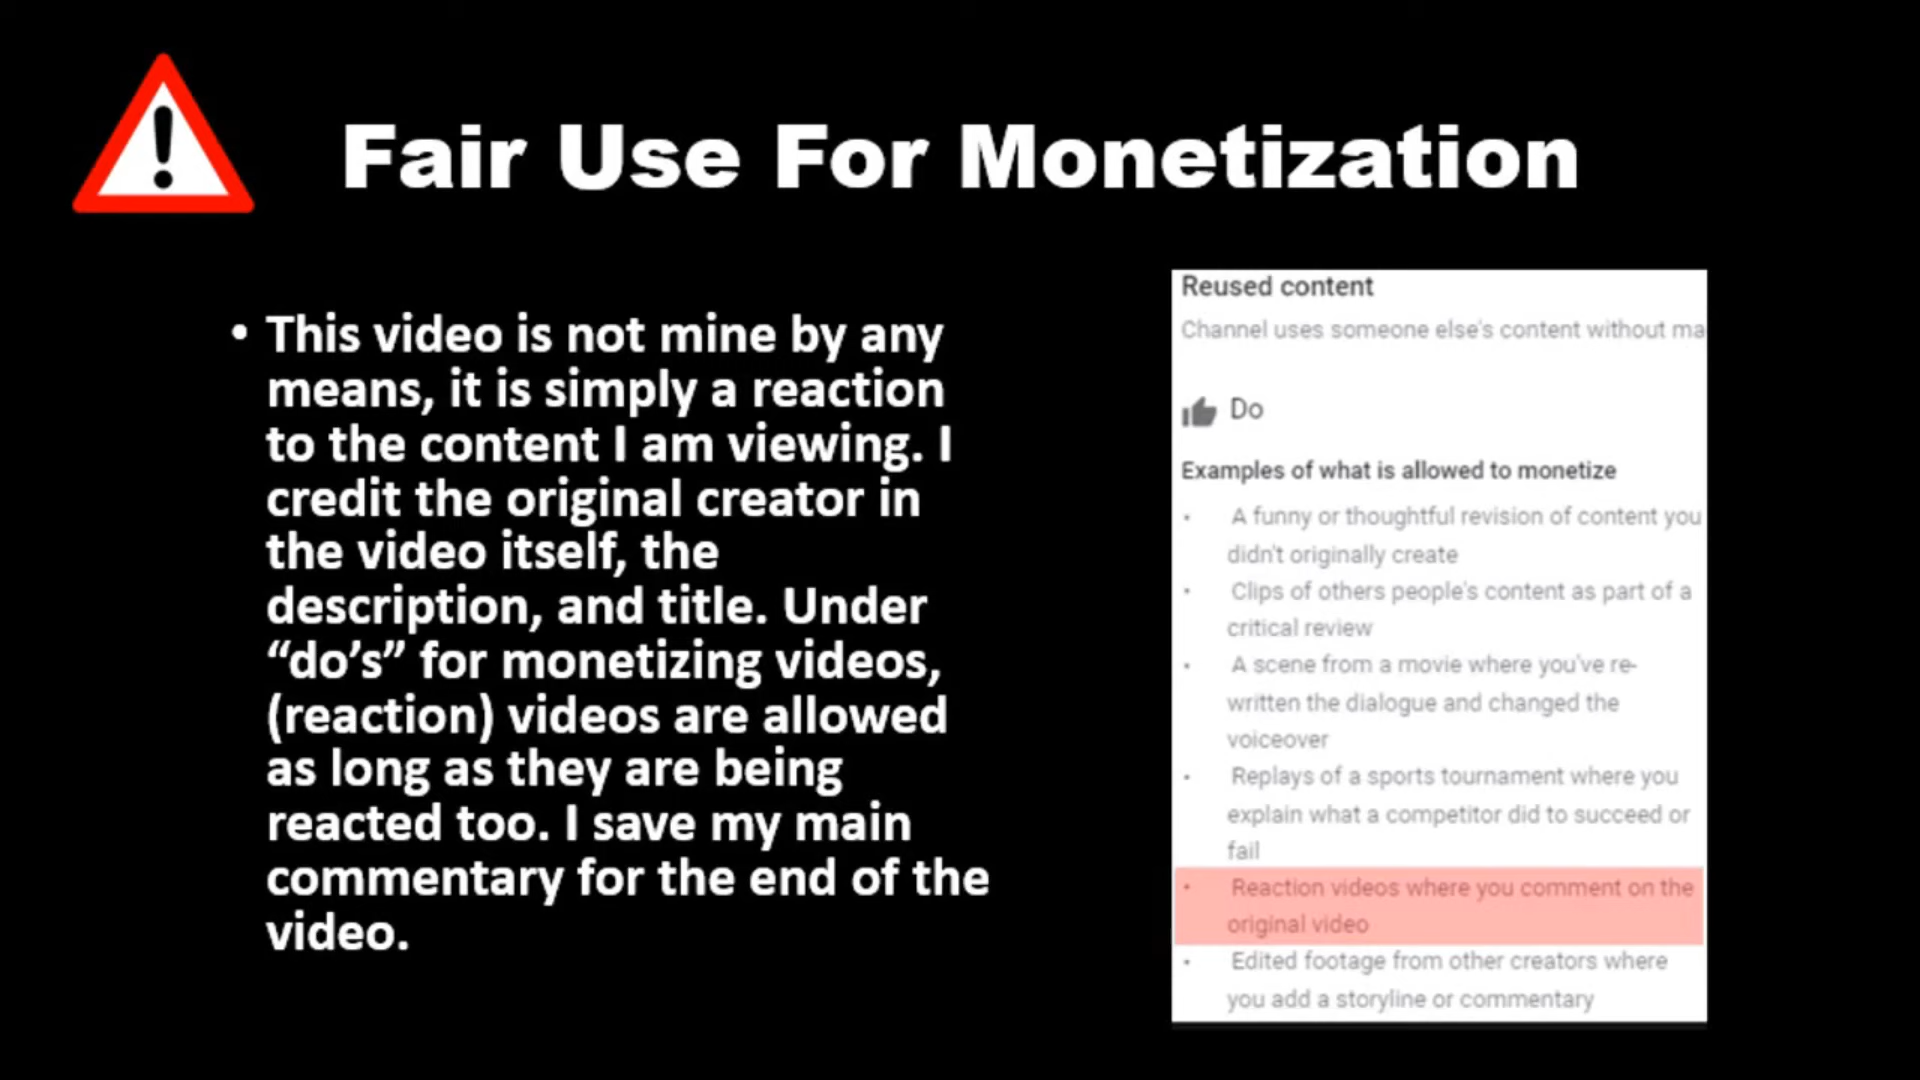 Fair Use For Monetization
• This video is not mine by any
means, it is simply a reaction
to the content I am viewing. I
credit the original creator in
the video itself, the
description, and title. Under
“do’s” for monetizing videos,
(reaction) videos are allowed
as long as they are being
reacted too. I save my main
commentary for the end of the
video.
Reused content
Channel uses someone else's content without ma
Do
Examples of what is allowed to monetize
• A funny or thoughtful revision of content you
didn't originally create
• Clips of others people's content as part of a
critical review
• A scene from a movie where you've re-
written the dialogue and changed the
voiceover
• Replays of a sports tournament where you
explain what a competitor did to succeed or
fail
• Reaction videos where you comment on the
original video
• Edited footage from other creators where
you add a storyline or commentary